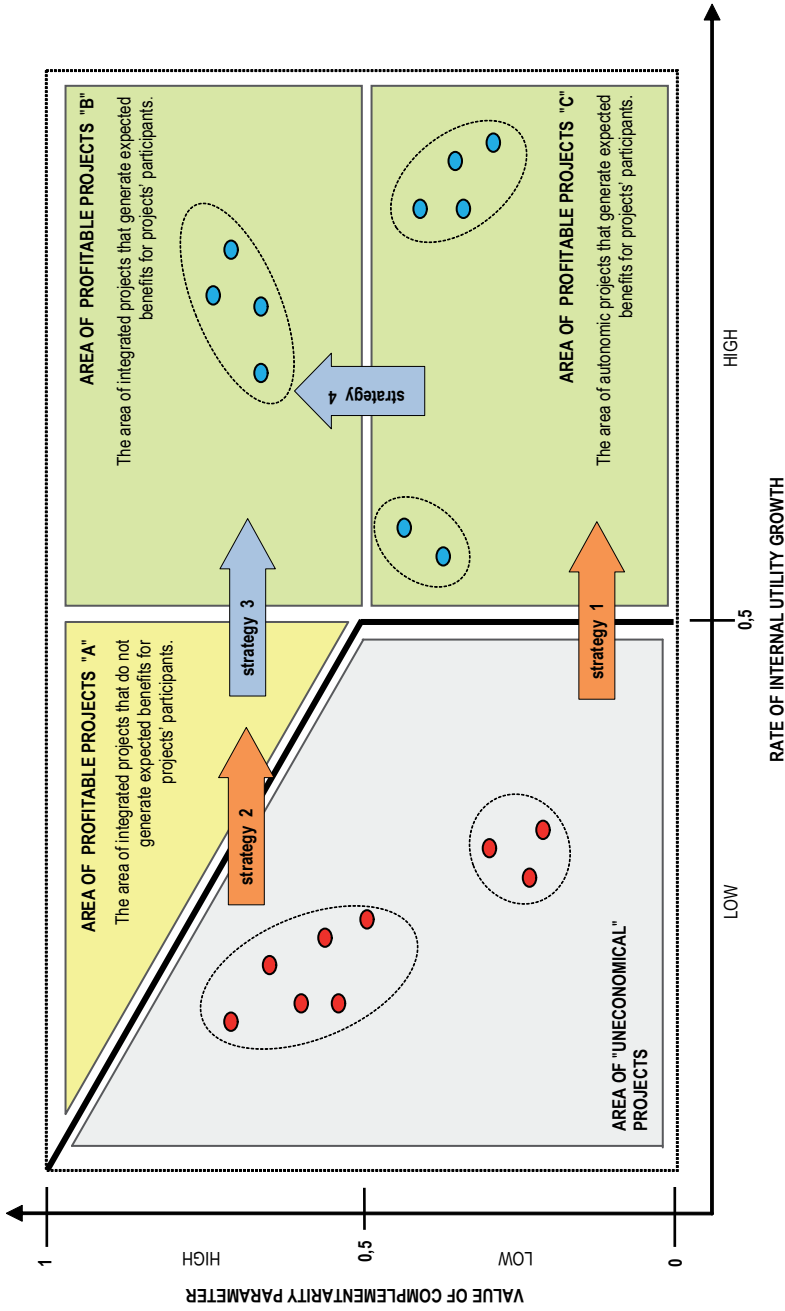 AREA OF PROFITABLE PROJECTS "A"
The area of integrated projects that do not
generate expected benefits for
projects' participants.
AREA OF PROFITABLE PROJECTS "B"
The area of integrated projects that generate expected
benefits for projects' participants.
strategy 2
strategy 3
strategy 4
AREA OF PROFITABLE PROJECTS "C"
The area of autonomic projects that generate expected
benefits for projects' participants.
strategy 1
AREA OF "UNECONOMICAL"
PROJECTS
VALUE OF COMPLEMENTARITY PARAMETER
1
HIGH
0,5
LOW
0
LOW
0,5
HIGH
RATE OF INTERNAL UTILITY GROWTH